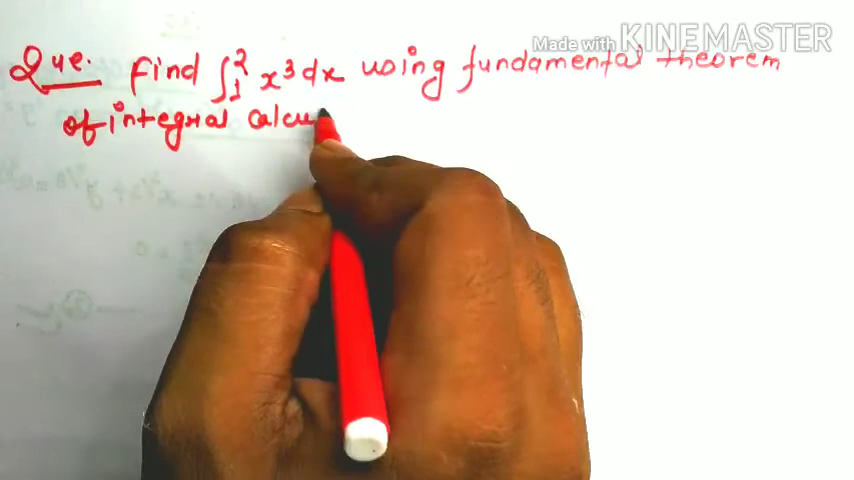 Made with KINEMASTER
Que. Find ∫₁² x³dx using fundamental theorem
of integral calcu